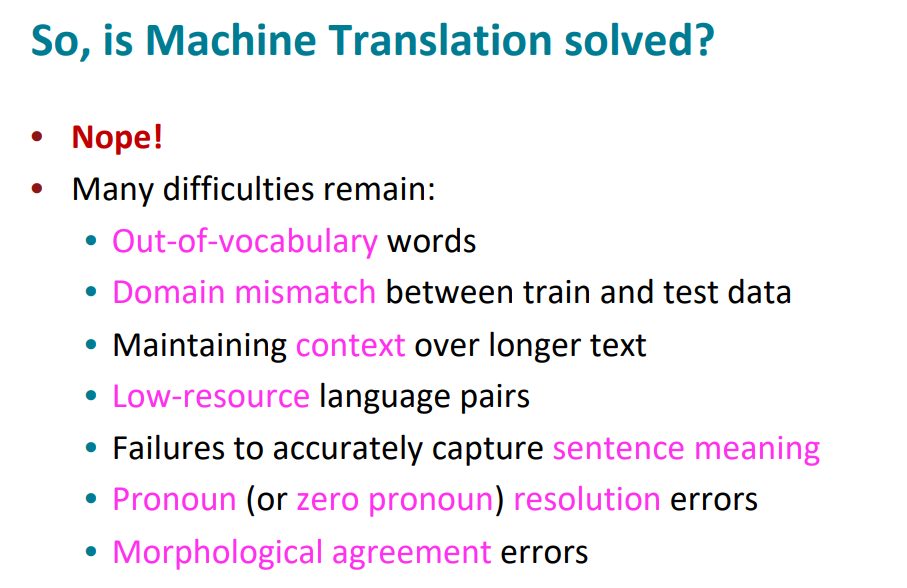 So, is Machine Translation solved?
• Nope!
• Many difficulties remain:
• Out-of-vocabulary words
• Domain mismatch between train and test data
• Maintaining context over longer text
• Low-resource language pairs
• Failures to accurately capture sentence meaning
• Pronoun (or zero pronoun) resolution errors
• Morphological agreement errors